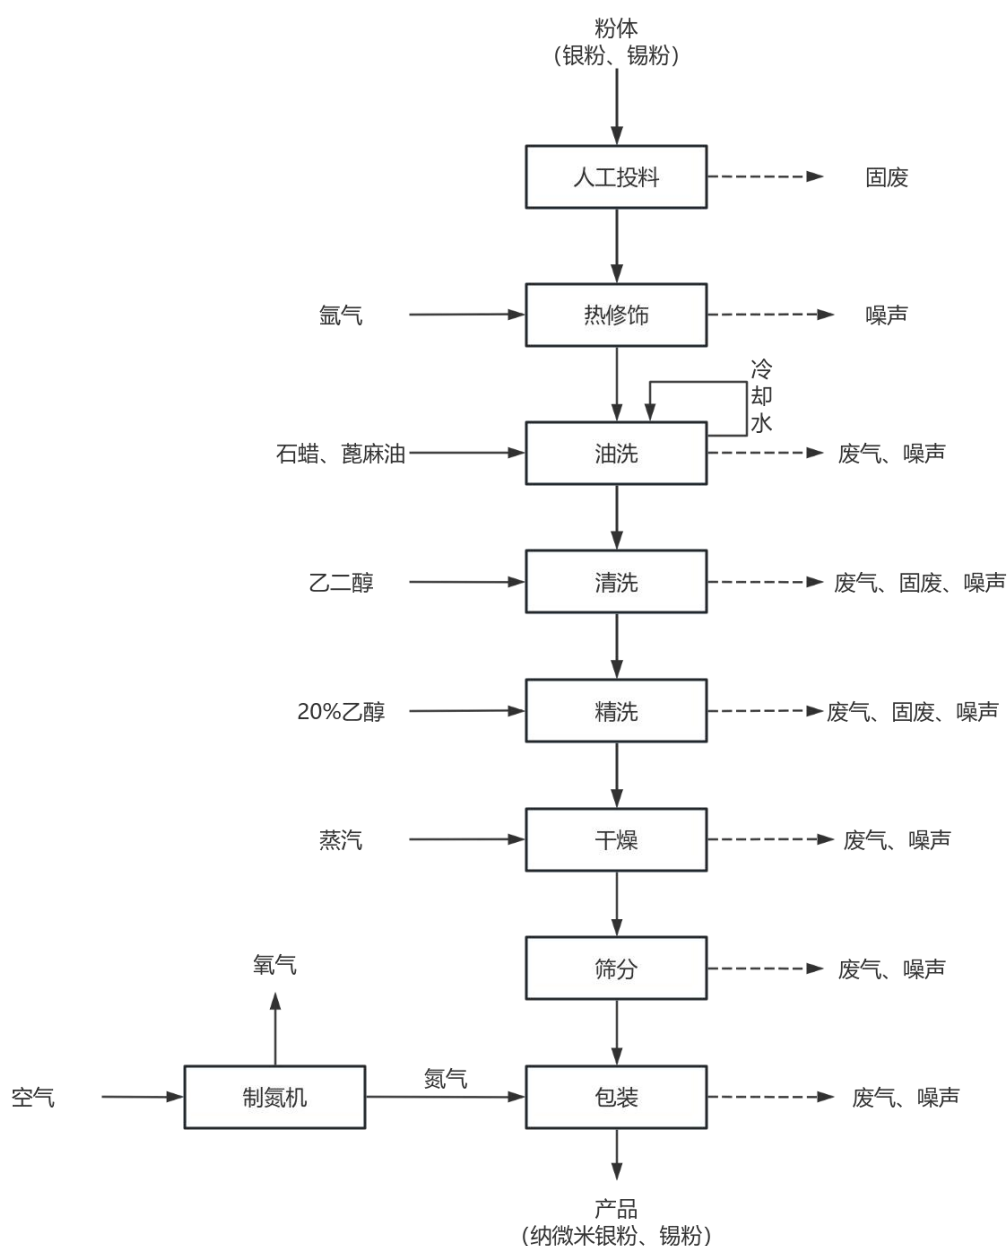 粉体
（银粉、锡粉）
人工投料
固废
氩气
热修饰
噪声
冷却水
石蜡、蓖麻油
油洗
废气、噪声
乙二醇
清洗
废气、固废、噪声
20%乙醇
精洗
废气、固废、噪声
蒸汽
干燥
废气、噪声
氧气
筛分
废气、噪声
空气
制氮机
氮气
包装
废气、噪声
产品
（纳微米银粉、锡粉）